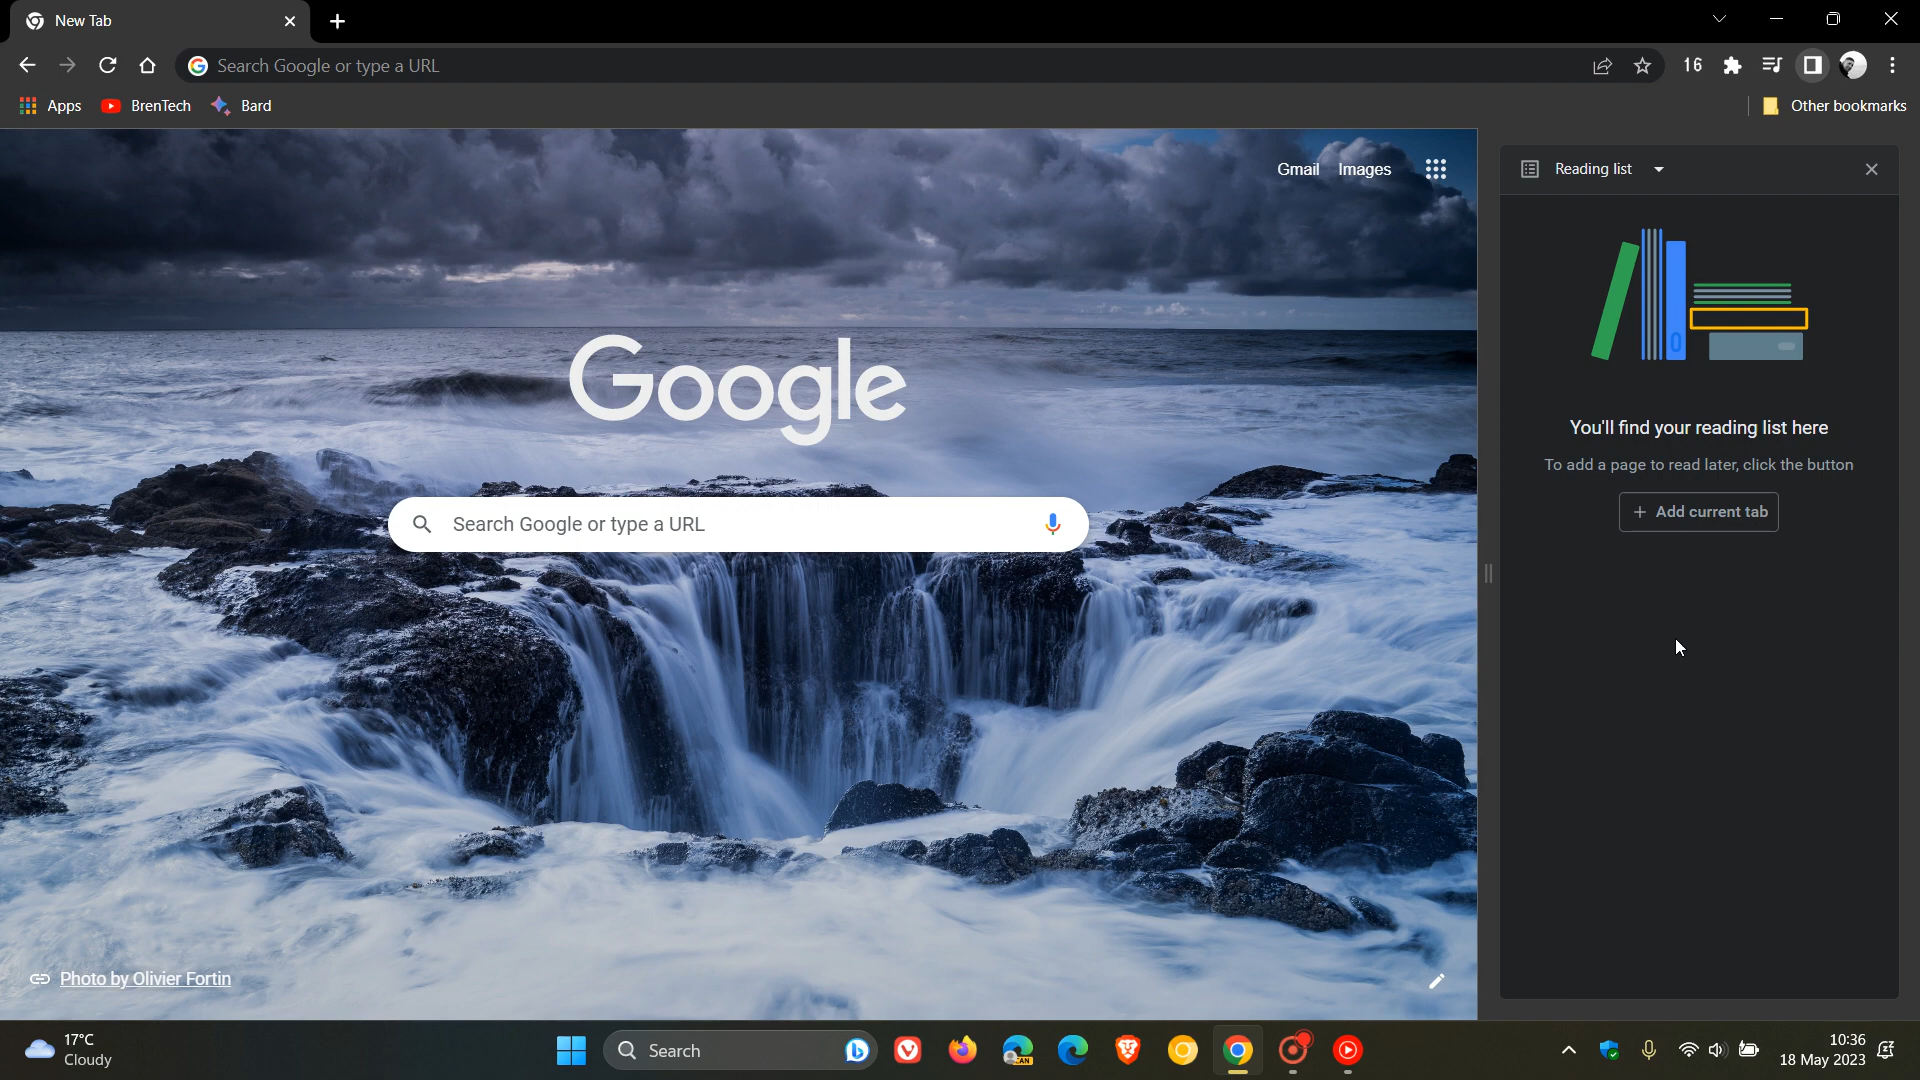 New Tab
Search Google or type a URL
16
Apps
BrenTech
Bard
Other bookmarks
Gmail
Images
Reading list
Google
You'll find your reading list here
To add a page to read later, click the button
Add current tab
Search Google or type a URL
Photo by Olivier Fortin
17°C
Cloudy
Search
CAN
10:36
18 May 2023